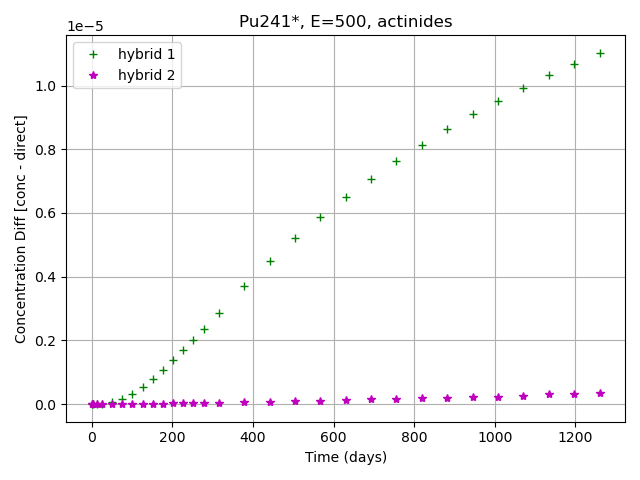 Pu241*, E=500, actinides
1e−5
hybrid 1
hybrid 2
Concentration Diff [conc - direct]
1.0
0.8
0.6
0.4
0.2
0.0
0 200 400 600 800 1000 1200
Time (days)